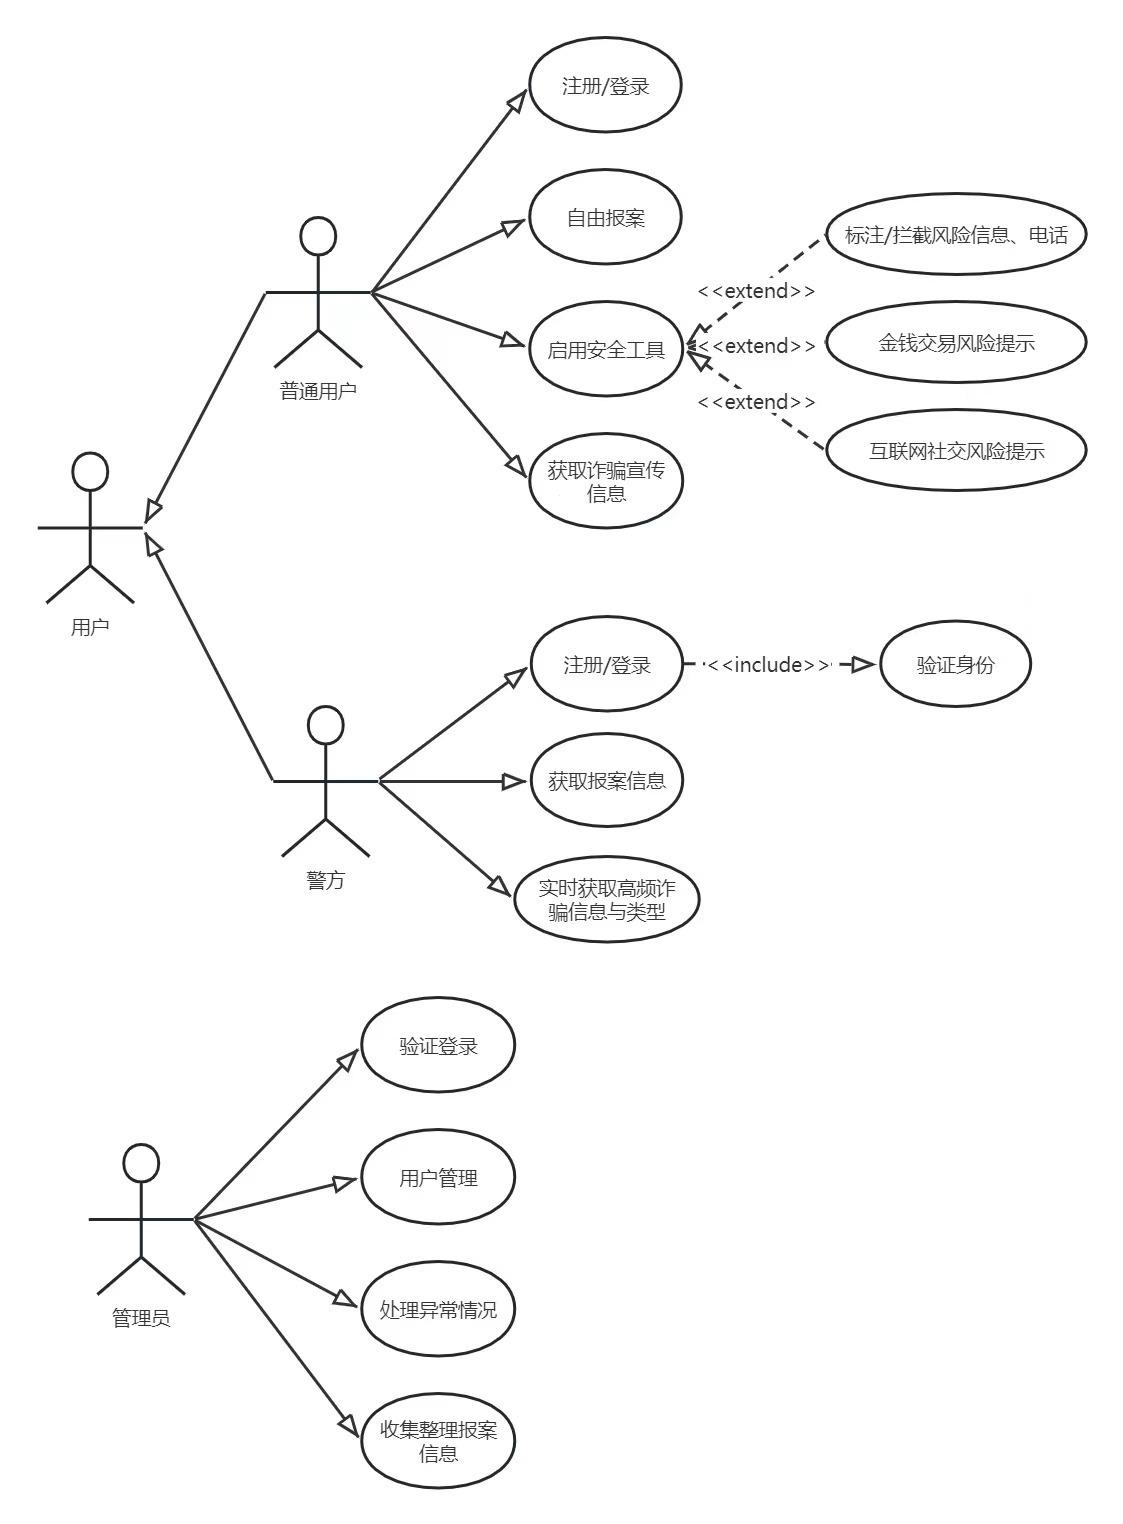 注册/登录
自由报案
标注/拦截风险信息、电话
<<extend>>
启用安全工具
<<extend>>
金钱交易风险提示
<<extend>>
互联网社交风险提示
普通用户
获取诈骗宣传
信息
用户
注册/登录
<<include>>
验证身份
获取报案信息
警方
实时获取高频诈
骗信息与类型
验证登录
用户管理
管理员
处理异常情况
收集整理报案
信息